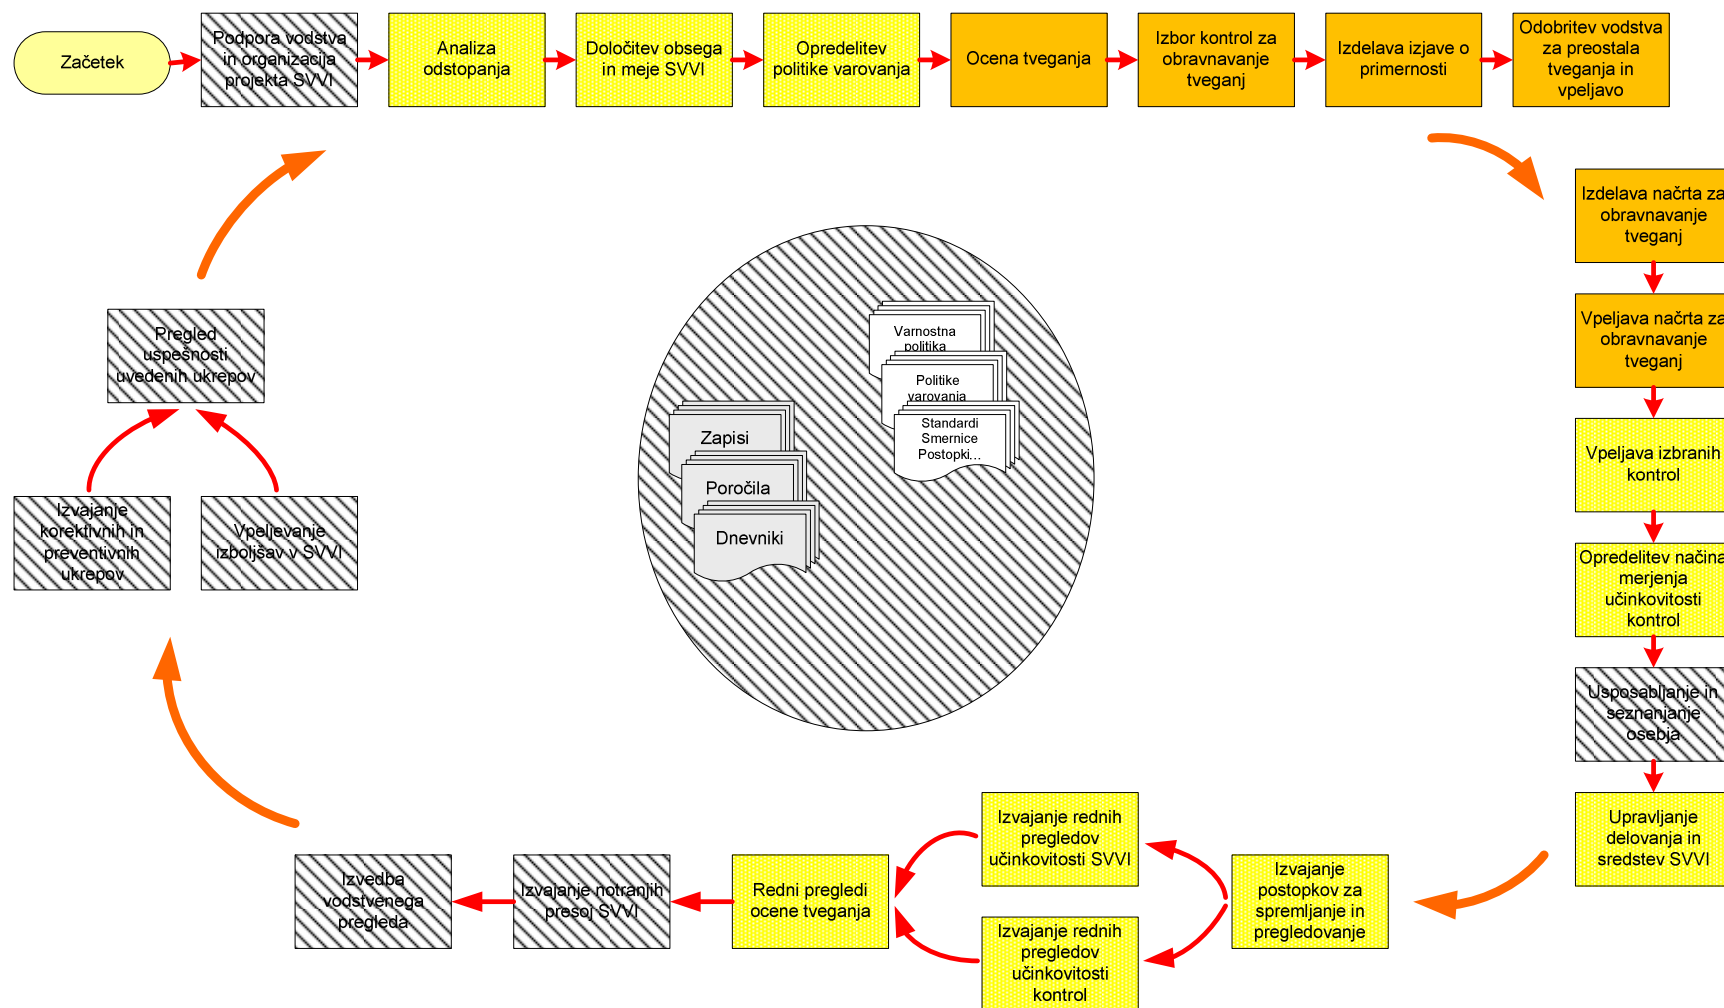 Začetek
Podpora vodstva
in organizacija
projekta SVVI
Analiza
odstopanja
Določitev obsega
in meje SVVI
Opredelitev
politike varovanja
Ocena tveganja
Izbor kontrol za
obravnavanje
tveganj
Izdelava izjave o
primernosti
Odobritev vodstva
za preostala
tveganja in
vpeljavo
Izdelava načrta za
obravnavanje
tveganj
Vpeljava načrta za
obravnavanje
tveganj
Vpeljava izbranih
kontrol
Opredelitev načina
merjenja
učinkovitosti
kontrol
Usposabljanje in
seznanjanje
osebja
Upravljanje
delovanja in
sredstev SVVI
Izvajanje
postopkov za
spremljanje in
pregledovanje
Izvajanje rednih
pregledov
učinkovitosti SVVI
Izvajanje rednih
pregledov
učinkovitosti
kontrol
Redni pregledi
ocene tveganja
Izvajanje notranjih
presoj SVVI
Izvedba
vodstvenega
pregleda
Izvajanje
korektivnih in
preventivnih
ukrepov
Vpeljevanje
izboljšav v SVVI
Pregled
uspešnosti
uvedenih ukrepov
Varnostna
politika
Politike
varovanja
Standardi
Smernice
Postopki...
Zapisi
Poročila
Dnevniki